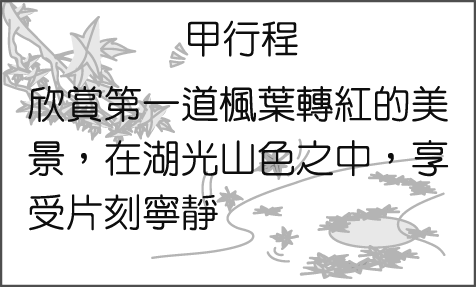 甲行程
欣賞第一道楓葉轉紅的美
景，在湖光山色之中，享
受片刻寧靜